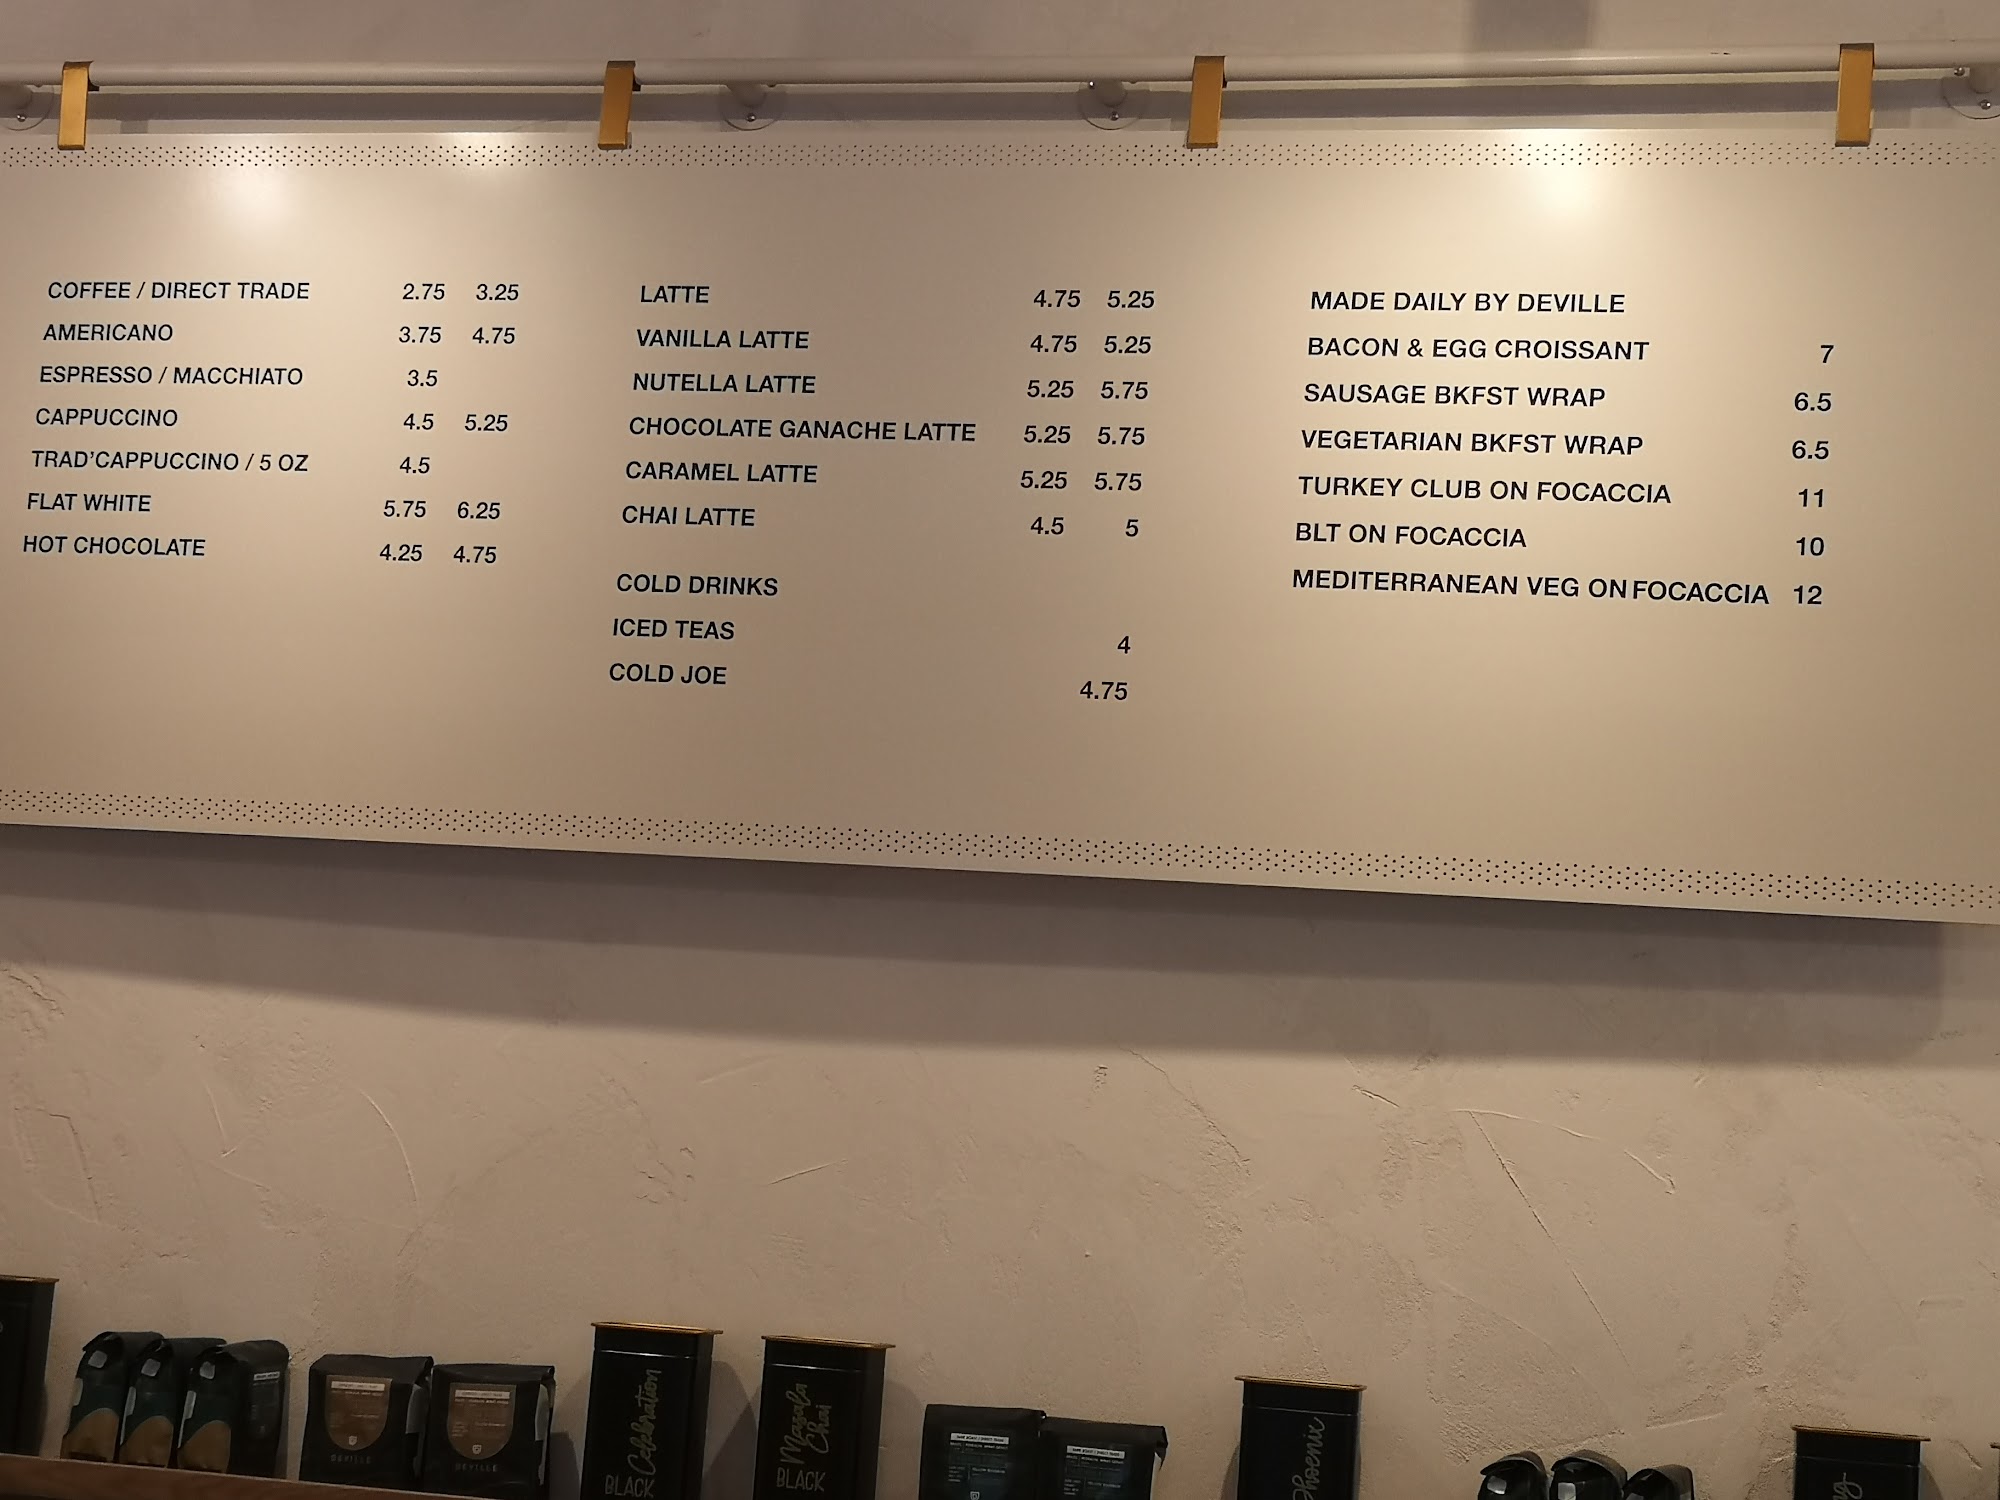 COFFEE / DIRECT TRADE 2.75 3.25
AMERICANO 3.75 4.75
ESPRESSO / MACCHIATO 3.5
CAPPUCCINO 4.5 5.25
TRAD'CAPPUCCINO / 5 OZ 4.5
FLAT WHITE 5.75 6.25
HOT CHOCOLATE 4.25 4.75
LATTE 4.75 5.25
VANILLA LATTE 4.75 5.25
NUTELLA LATTE 5.25 5.75
CHOCOLATE GANACHE LATTE 5.25 5.75
CARAMEL LATTE 5.25 5.75
CHAI LATTE 4.5 5
COLD DRINKS
ICED TEAS 4
COLD JOE 4.75
MADE DAILY BY DEVILLE
BACON & EGG CROISSANT 7
SAUSAGE BKFST WRAP 6.5
VEGETARIAN BKFST WRAP 6.5
TURKEY CLUB ON FOCACCIA 11
BLT ON FOCACCIA 10
MEDITERRANEAN VEG ON FOCACCIA 12
DEVILLE
DEVILLE
BLACK Celebration
BLACK Masala Chai
Phoenix